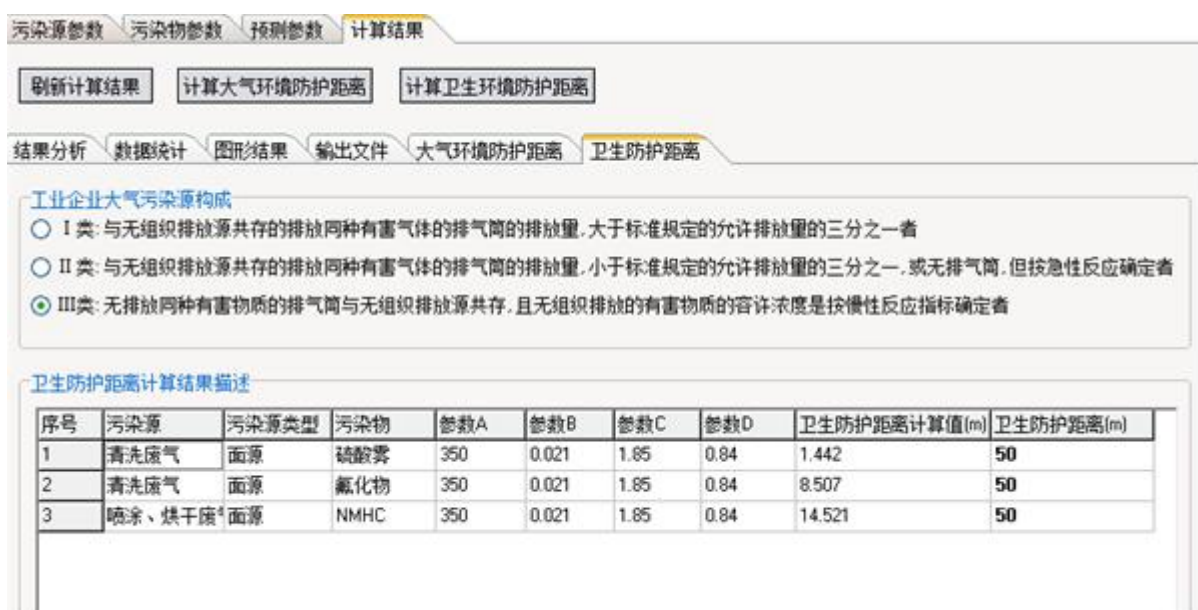 污染源参数 污染物参数 预测参数 计算结果
刷新计算结果 计算大气环境防护距离 计算卫生环境防护距离
结果分析 数据统计 图形结果 输出文件 大气环境防护距离 卫生防护距离
工业企业大气污染源构成
I 类: 与无组织排放源共存的排放同种有害气体的排气筒的排放量,大于标准规定的允许排放量的三分之一者
II 类: 与无组织排放源共存的排放同种有害气体的排气筒的排放量,小于标准规定的允许排放量的三分之一,或无排气筒,但按急性反应确定者
III类: 无排放同种有害物质的排气筒与无组织排放源共存,且无组织排放的有害物质的容许浓度是按慢性反应指标确定者
卫生防护距离计算结果描述
序号 污染源 污染源类型 污染物 参数A 参数B 参数C 参数D 卫生防护距离计算值(m) 卫生防护距离(m)
1 清洗废气 面源 硫酸雾 350 0.021 1.85 0.84 1.442 50
2 清洗废气 面源 氟化物 350 0.021 1.85 0.84 8.507 50
3 喷涂、烘干废 面源 NMHC 350 0.021 1.85 0.84 14.521 50